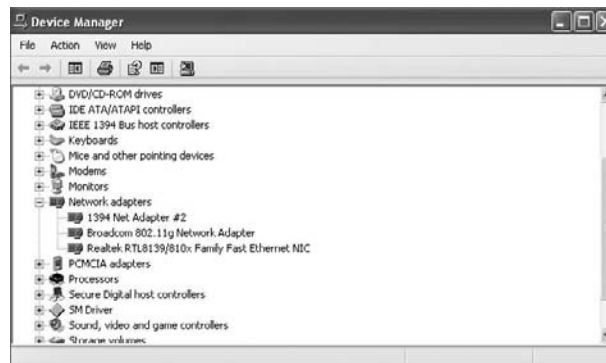 Device Manager
File Action View Help
DVD/CD-ROM drives
IDE ATA/ATAPI controllers
IEEE 1394 Bus host controllers
Keyboards
Mice and other pointing devices
Modems
Monitors
Network adapters
1394 Net Adapter #2
Broadcom 802.11g Network Adapter
Realtek RTL8139/810x Family Fast Ethernet NIC
PCMCIA adapters
Processors
Secure Digital host controllers
SM Driver
Sound, video and game controllers
Storage volumes